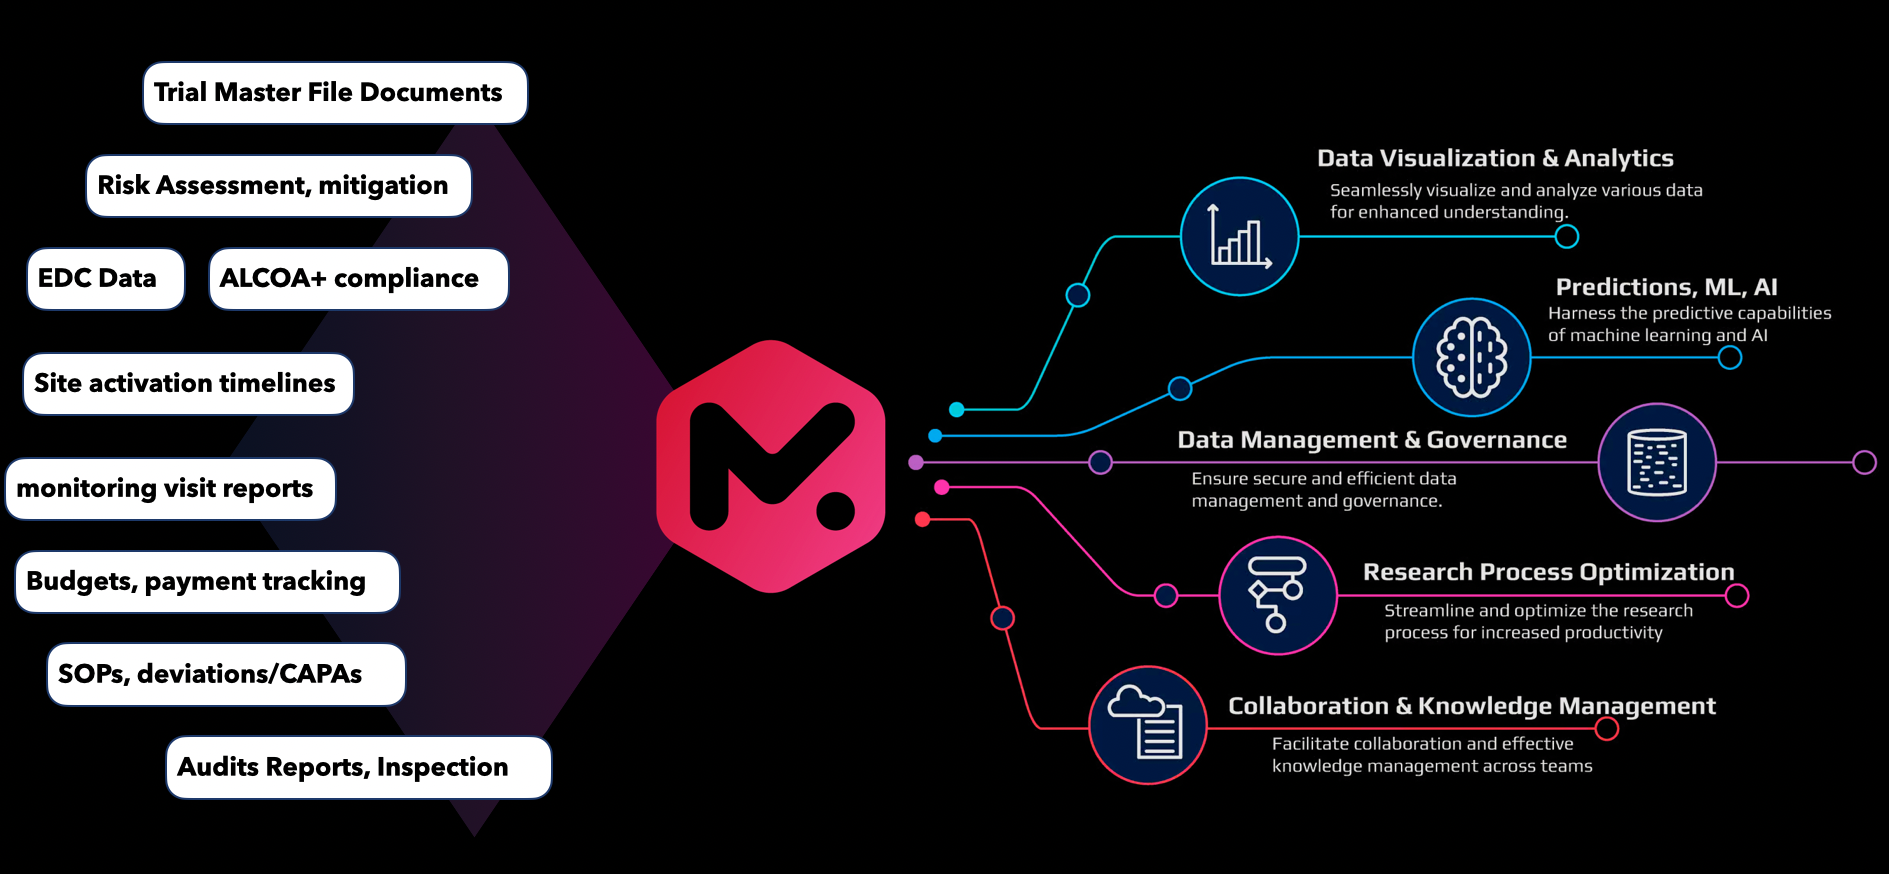 Trial Master File Documents
Risk Assessment, mitigation
EDC Data
ALCOA+ compliance
Site activation timelines
monitoring visit reports
Budgets, payment tracking
SOPs, deviations/CAPAs
Audits Reports, Inspection
Data Visualization & Analytics
Seamlessly visualize and analyze various data
for enhanced understanding.
Predictions, ML, AI
Harness the predictive capabilities
of machine learning and AI
Data Management & Governance
Ensure secure and efficient data
management and governance.
Research Process Optimization
Streamline and optimize the research
process for increased productivity
Collaboration & Knowledge Management
Facilitate collaboration and effective
knowledge management across teams